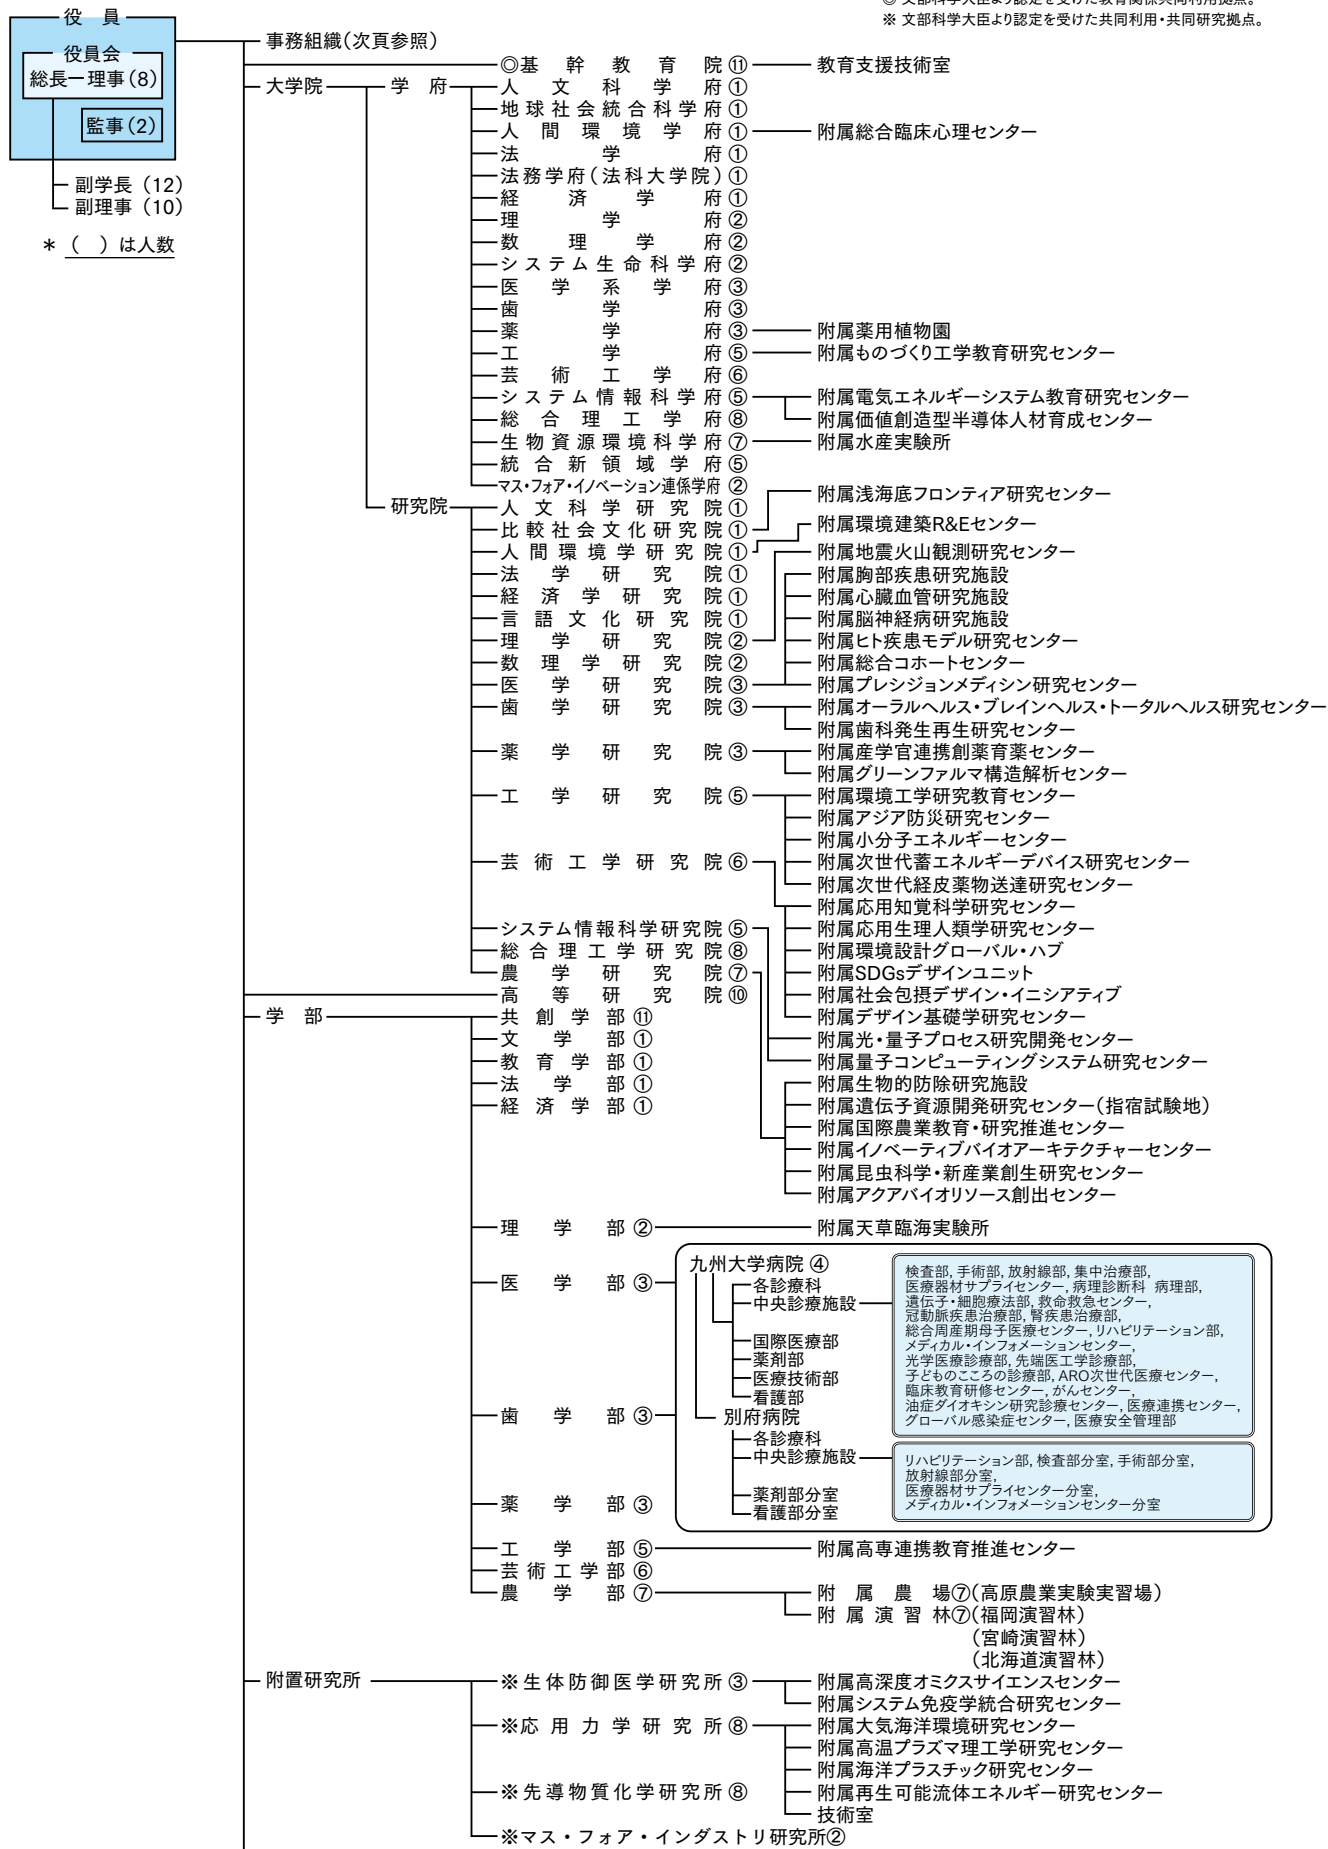 ◎ 文部科学大臣より認定を受けた教育関係共同利用拠点。
※ 文部科学大臣より認定を受けた共同利用・共同研究拠点。
役員
役員会
総長ー理事(8)
監事(2)
副学長(12)
副理事(10)
＊( )は人数
事務組織(次頁参照)
◎基幹教育院⑪ 教育支援技術室
大学院 学府 人文科学府①
地球社会統合科学府①
人間環境学府① 附属総合臨床心理センター
法学府①
法務学府(法科大学院)①
経済学府①
理学府②
数理学府②
システム生命科学府②
医学系学府③
歯学府③
薬学府③ 附属薬用植物園
工学府⑤ 附属ものづくり工学教育研究センター
芸術工学府⑥
システム情報科学府⑤ 附属電気エネルギーシステム教育研究センター
総合理工学府⑧ 附属価値創造型半導体人材育成センター
生物資源環境科学府⑦ 附属水産実験所
統合新領域学府⑤
マス・フォア・イノベーション連係学府②
研究院 人文科学研究院①
附属浅海底フロンティア研究センター
比較社会文化研究院①
附属環境建築R&Eセンター
人間環境学研究院① 附属地震火山観測研究センター
法学研究院① 附属胸部疾患研究施設
経済学研究院① 附属心臓血管研究施設
言語文化研究院① 附属脳神経病研究施設
理学研究院② 附属ヒト疾患モデル研究センター
数理学研究院② 附属総合コホートセンター
医学研究院③ 附属プレシジョンメディシン研究センター
歯学研究院③ 附属オーラルヘルス・ブレインヘルス・トータルヘルス研究センター
附属歯科発生再生研究センター
薬学研究院③ 附属産学官連携創薬育薬センター
附属グリーンファルマ構造解析センター
工学研究院⑤ 附属環境工学研究教育センター
附属アジア防災研究センター
附属小分子エネルギーセンター
芸術工学研究院⑥ 附属次世代蓄エネルギーデバイス研究センター
附属次世代経皮薬物送達研究センター
附属応用知覚科学研究センター
システム情報科学研究院⑤ 附属応用生理人類学研究センター
総合理工学研究院⑧ 附属環境設計グローバル・ハブ
農学研究院⑦ 附属SDGsデザインユニット
高等研究院⑩ 附属社会包摂デザイン・イニシアティブ
学部 共創学部⑪ 附属デザイン基礎学研究センター
文学部① 附属光・量子プロセス研究開発センター
教育学部① 附属量子コンピューティングシステム研究センター
法学部① 附属生物的防除研究施設
経済学部① 附属遺伝子資源開発研究センター(指宿試験地)
附属国際農業教育・研究推進センター
附属イノベーティブバイオアーキテクチャーセンター
附属昆虫科学・新産業創生研究センター
附属アクアバイオリソース創出センター
理学部② 附属天草臨海実験所
医学部③
九州大学病院④
各診療科
中央診療施設
検査部, 手術部, 放射線部, 集中治療部,
医療器材サプライセンター, 病理診断科 病理部,
遺伝子・細胞療法部, 救命救急センター,
冠動脈疾患治療部, 腎疾患治療部,
総合周産期母子医療センター, リハビリテーション部,
メディカル・インフォメーションセンター,
光学医療診療部, 先端医工学診療部,
子どものこころの診療部, ARO次世代医療センター,
臨床教育研修センター, がんセンター,
油症ダイオキシン研究診療センター, 医療連携センター,
グローバル感染症センター, 医療安全管理部
国際医療部
薬剤部
医療技術部
看護部
歯学部③
別府病院
各診療科
中央診療施設
リハビリテーション部, 検査部分室, 手術部分室,
放射線部分室,
医療器材サプライセンター分室,
メディカル・インフォメーションセンター分室
薬剤部分室
看護部分室
薬学部③
工学部⑤ 附属高専連携教育推進センター
芸術工学部⑥
農学部⑦ 附属農場⑦(高原農業実験実習場)
附属演習林⑦(福岡演習林)
(宮崎演習林)
(北海道演習林)
附置研究所 ※生体防御医学研究所③ 附属高深度オミクスサイエンスセンター
附属システム免疫学統合研究センター
※応用力学研究所⑧ 附属大気海洋環境研究センター
附属高温プラズマ理工学研究センター
附属海洋プラスチック研究センター
※先導物質化学研究所⑧ 附属再生可能流体エネルギー研究センター
技術室
※マス・フォア・インダストリ研究所②